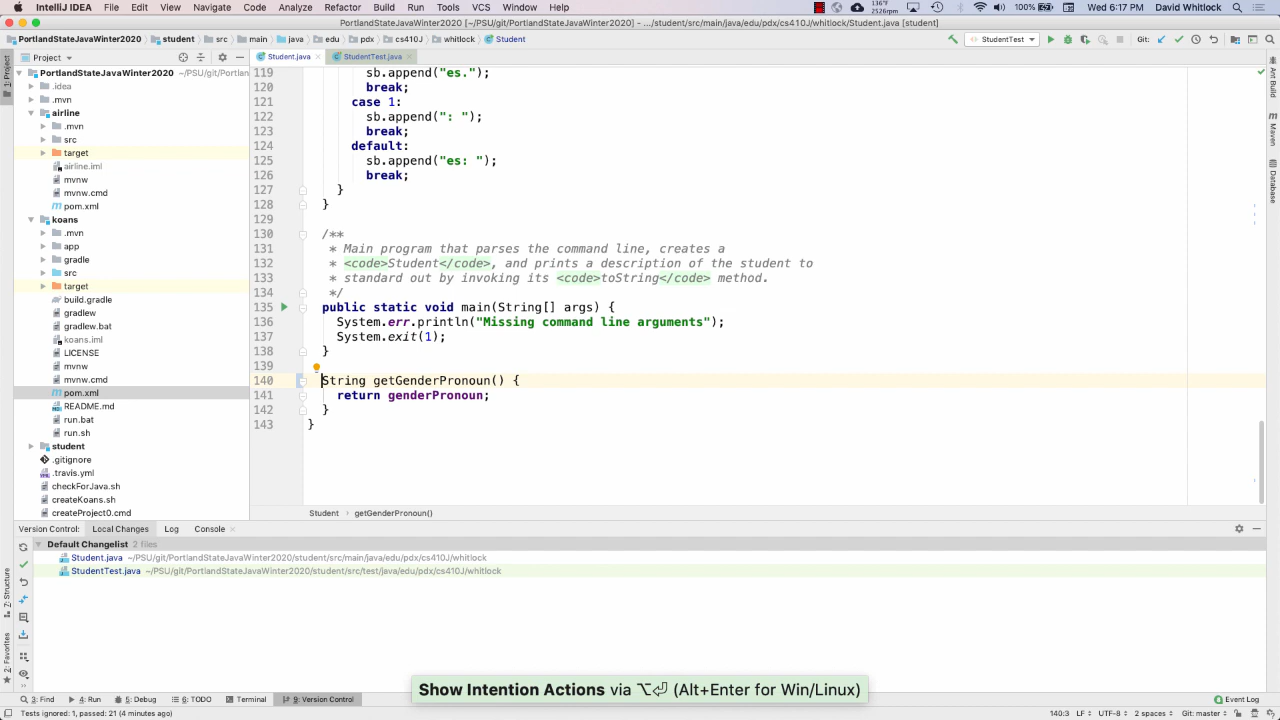 IntelliJ IDEA File Edit View Navigate Code Analyze Refactor Build Run Tools VCS Window Help
100% Wed 6:17 PM David Whitlock
PortlandStateJavaWinter2020 [~/PSU/git/PortlandStateJavaWinter2020] - .../student/src/main/java/edu/pdx/cs410J/whitlock/Student.java [student]
PortlandStateJavaWinter2020 student src main java edu pdx cs410J whitlock Student StudentTest Git:
Project Student.java StudentTest.java
PortlandStateJavaWinter2020 ~/PSU/git/Portlan
.idea
.mvn
airline
.mvn
src
target
airline.iml
mvnw
mvnw.cmd
pom.xml
koans
.mvn
app
gradle
src
target
build.gradle
gradlew
gradlew.bat
koans.iml
LICENSE
mvnw
mvnw.cmd
pom.xml
README.md
run.bat
run.sh
student
.gitignore
.travis.yml
checkForJava.sh
createKoans.sh
createProject0.cmd
119 sb.append("es.");
120 break;
121 case 1:
122 sb.append(": ");
123 break;
124 default:
125 sb.append("es: ");
126 break;
127 }
128 }
129
130 /**
131 * Main program that parses the command line, creates a
132 * <code>Student</code>, and prints a description of the student to
133 * standard out by invoking its <code>toString</code> method.
134 */
135 public static void main(String[] args) {
136 System.err.println("Missing command line arguments");
137 System.exit(1);
138 }
139
140 String getGenderPronoun() {
141 return genderPronoun;
142 }
143 }
Student › getGenderPronoun()
1: Project
7: Structure
2: Favorites
Ant Build
Maven
Database
Version Control: Local Changes Log Console
Default Changelist 2 files
Student.java ~/PSU/git/PortlandStateJavaWinter2020/student/src/main/java/edu/pdx/cs410J/whitlock
StudentTest.java ~/PSU/git/PortlandStateJavaWinter2020/student/src/test/java/edu/pdx/cs410J/whitlock
Show Intention Actions via ⌥⏎ (Alt+Enter for Win/Linux)
3: Find 4: Run 5: Debug 6: TODO Terminal 9: Version Control Event Log
Tests ignored: 1, passed: 21 (4 minutes ago) 140:3 LF UTF-8 2 spaces Git: master